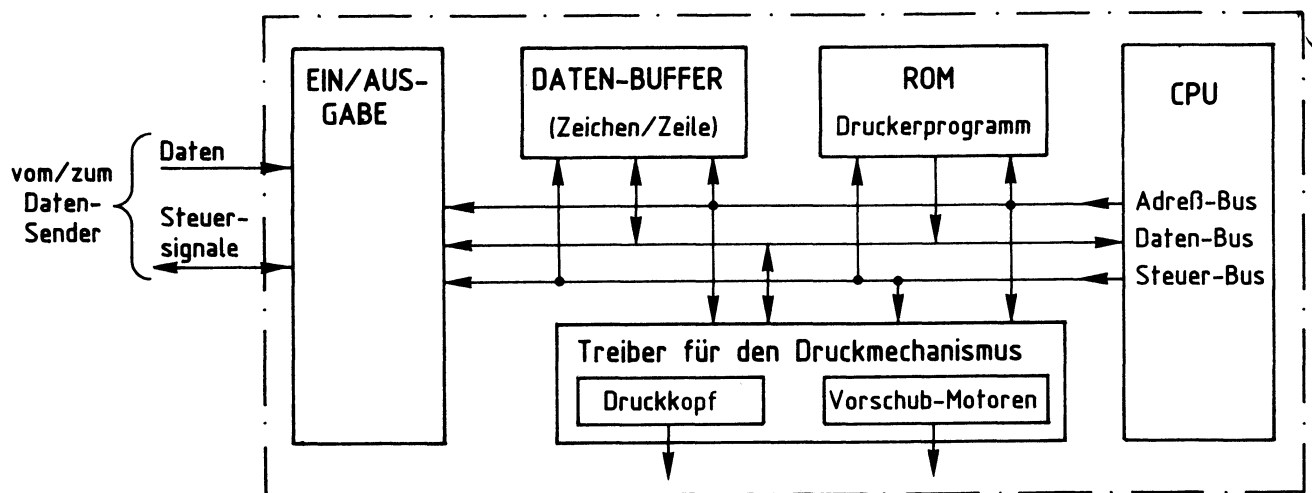 EIN/AUS-
GABE
DATEN-BUFFER
(Zeichen/Zeile)
ROM
Druckerprogramm
CPU
vom/zum
Daten-
Sender
Daten
Steuer-
signale
Adreß-Bus
Daten-Bus
Steuer-Bus
Treiber für den Druckmechanismus
Druckkopf
Vorschub-Motoren